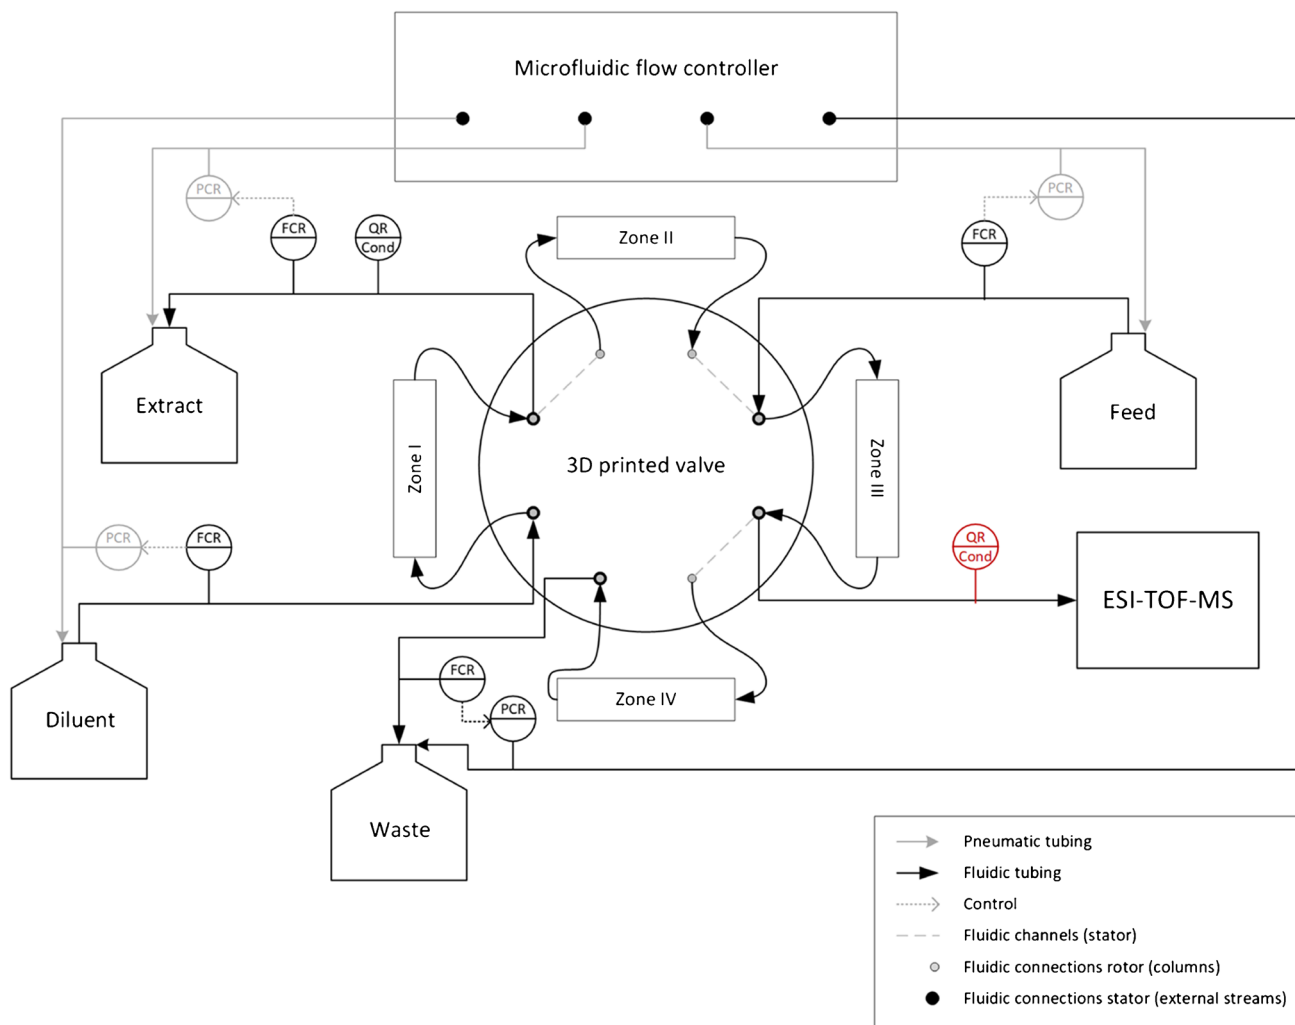 Microfluidic flow controller
PCR
PCR
FCR
QR
Cond
Zone II
FCR
Extract
Zone I
3D printed valve
Zone III
Feed
PCR
FCR
QR
Cond
ESI-TOF-MS
FCR
Zone IV
PCR
Diluent
Waste
Pneumatic tubing
Fluidic tubing
Control
Fluidic channels (stator)
Fluidic connections rotor (columns)
Fluidic connections stator (external streams)